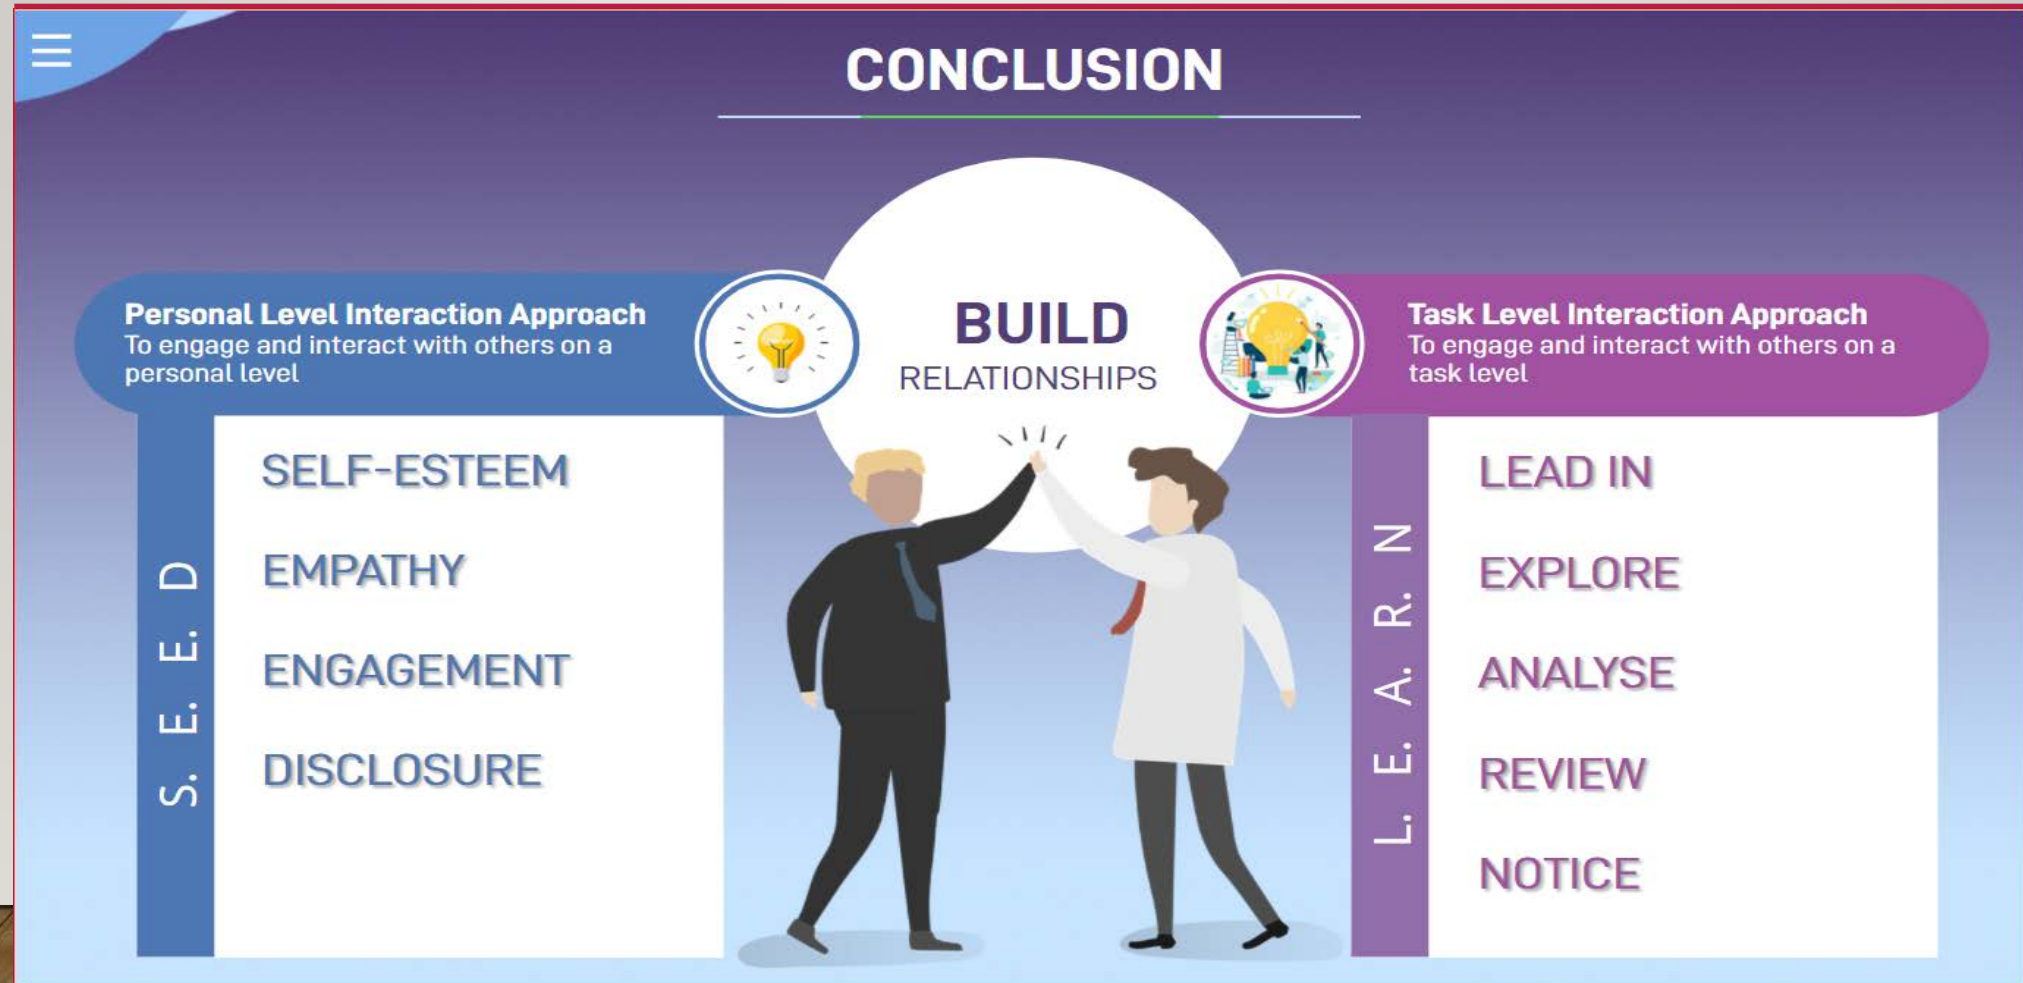 CONCLUSION
Personal Level Interaction Approach
To engage and interact with others on a
personal level
S. E. E. D
SELF-ESTEEM
EMPATHY
ENGAGEMENT
DISCLOSURE
BUILD
RELATIONSHIPS
Task Level Interaction Approach
To engage and interact with others on a
task level
L. E. A. R. N
LEAD IN
EXPLORE
ANALYSE
REVIEW
NOTICE